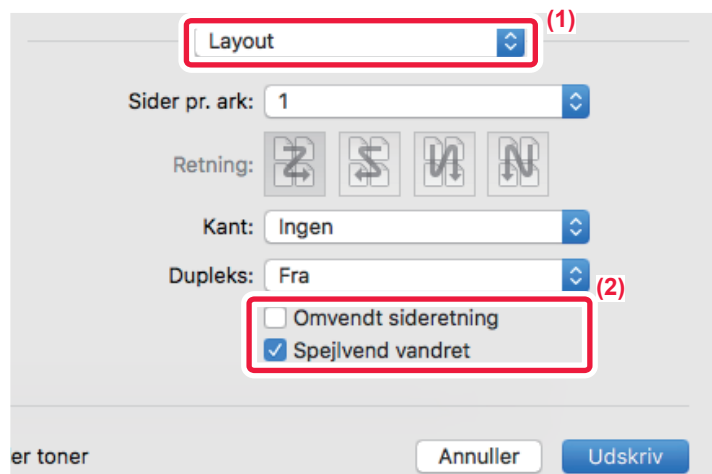 (1)
Layout
Sider pr. ark: 1
Retning:
Kant: Ingen
Dupleks: Fra
(2)
Omvendt sideretning
Spejlvend vandret
er toner Annuller Udskriv